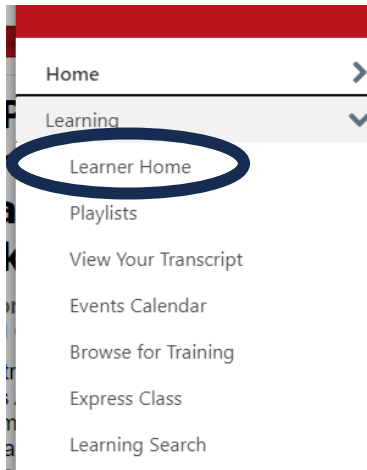 Home
Learning
Learner Home
Playlists
View Your Transcript
Events Calendar
Browse for Training
Express Class
Learning Search